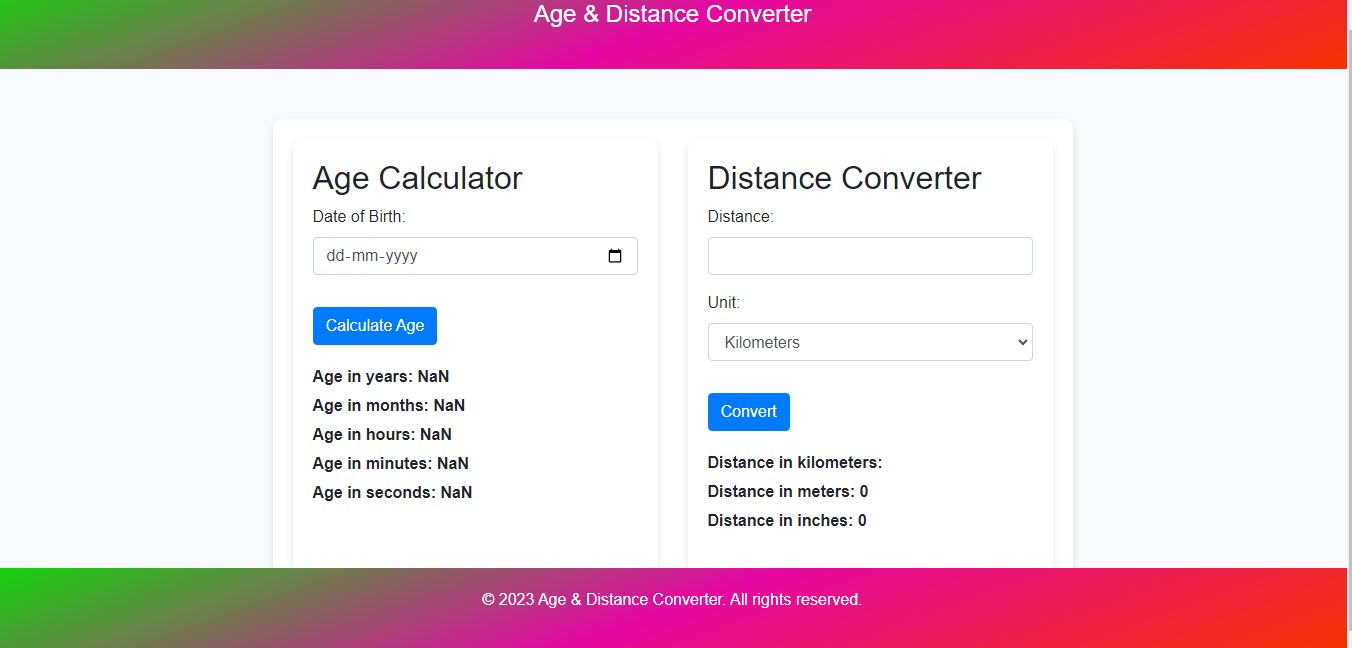 Age & Distance Converter
Age Calculator
Date of Birth:
dd-mm-yyyy
Calculate Age
Age in years: NaN
Age in months: NaN
Age in hours: NaN
Age in minutes: NaN
Age in seconds: NaN
Distance Converter
Distance:
Unit:
Kilometers
Convert
Distance in kilometers:
Distance in meters: 0
Distance in inches: 0
© 2023 Age & Distance Converter. All rights reserved.